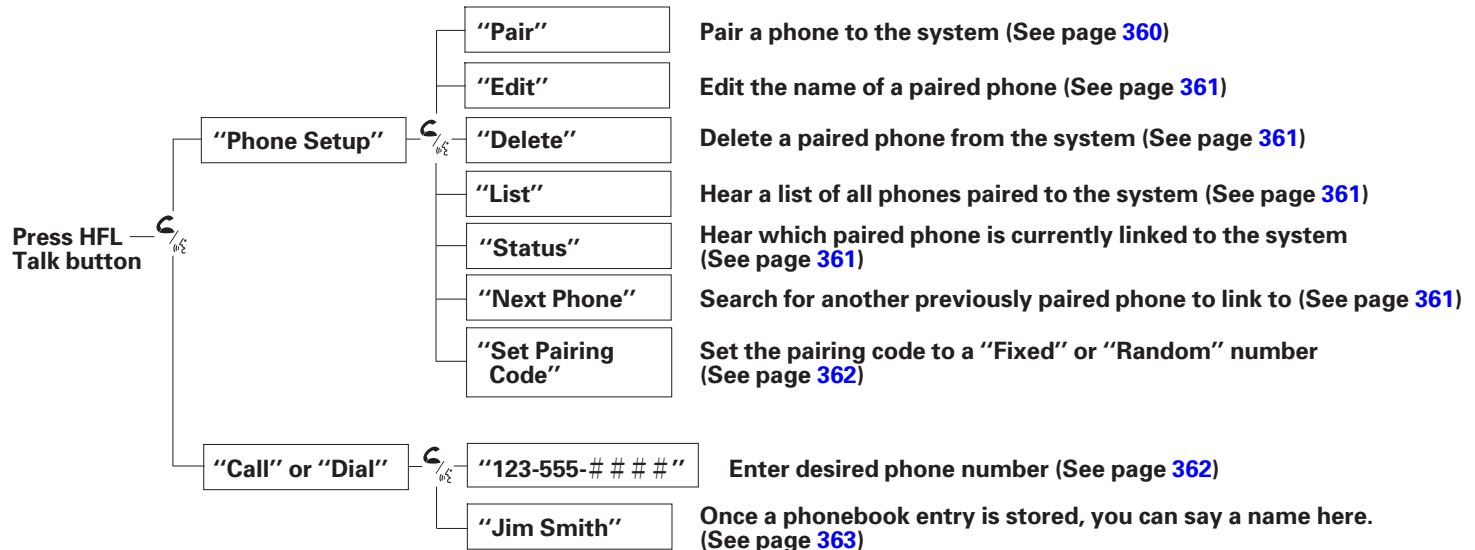 ‘‘Pair’’ Pair a phone to the system (See page 360)
‘‘Edit’’ Edit the name of a paired phone (See page 361)
‘‘Phone Setup’’ ‘‘Delete’’ Delete a paired phone from the system (See page 361)
‘‘List’’ Hear a list of all phones paired to the system (See page 361)
Press HFL
Talk button
‘‘Status’’ Hear which paired phone is currently linked to the system
(See page 361)
‘‘Next Phone’’ Search for another previously paired phone to link to (See page 361)
‘‘Set Pairing
Code’’
Set the pairing code to a ‘‘Fixed’’ or ‘‘Random’’ number
(See page 362)
‘‘Call’’ or ‘‘Dial’’ ‘‘123-555-####’’ Enter desired phone number (See page 362)
‘‘Jim Smith’’ Once a phonebook entry is stored, you can say a name here.
(See page 363)